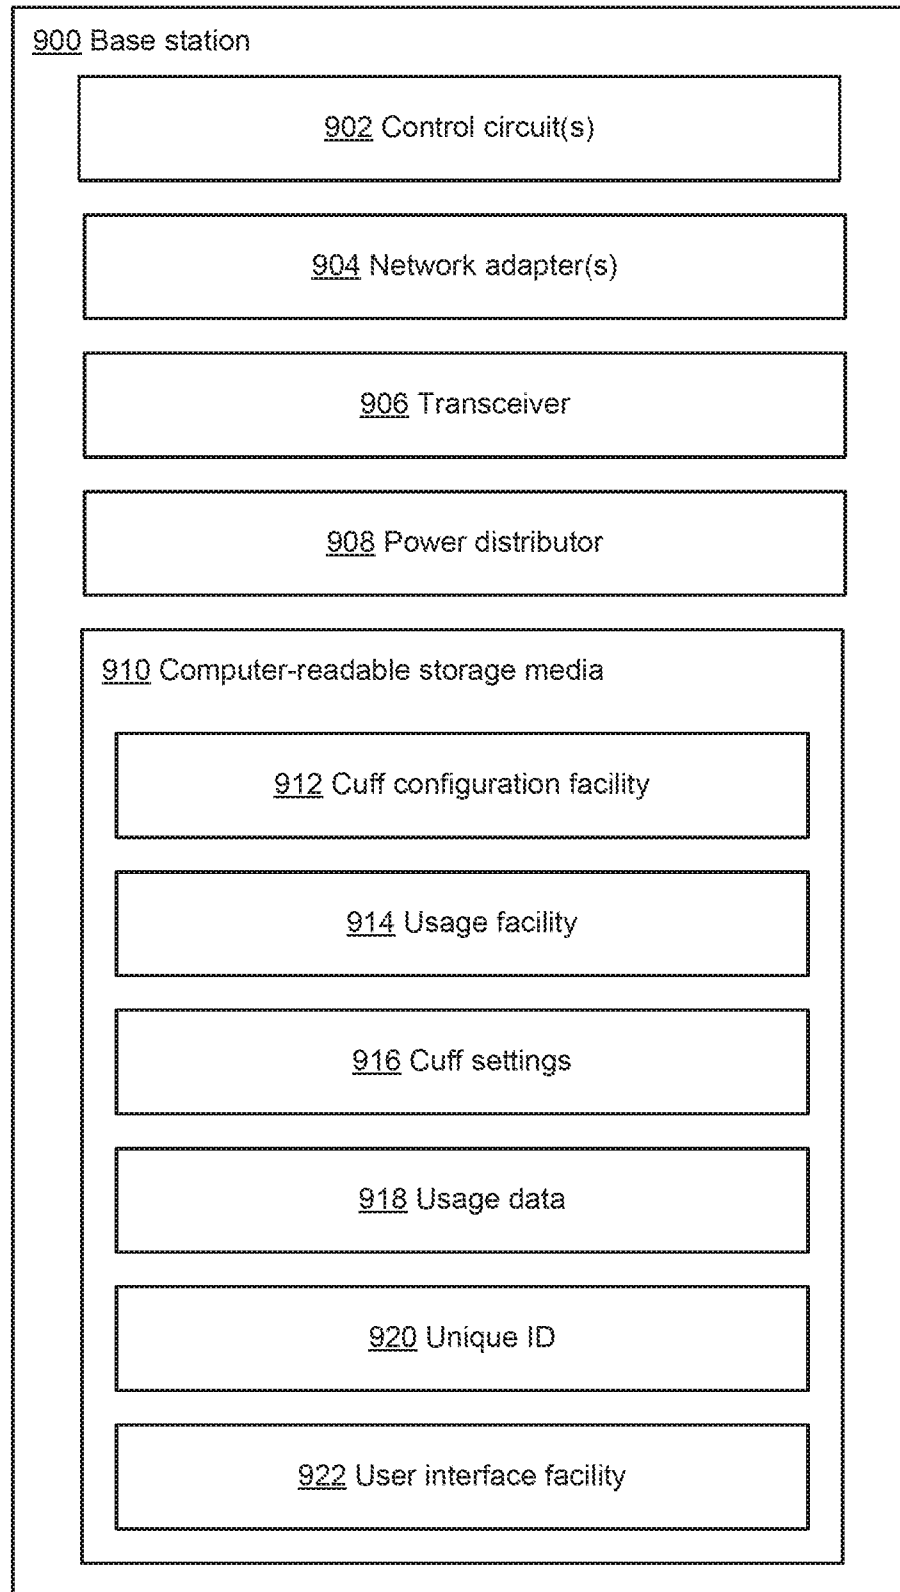 900 Base station
902 Control circuit(s)
904 Network adapter(s)
906 Transceiver
908 Power distributor
910 Computer-readable storage media
912 Cuff configuration facility
914 Usage facility
916 Cuff settings
918 Usage data
920 Unique ID
922 User interface facility